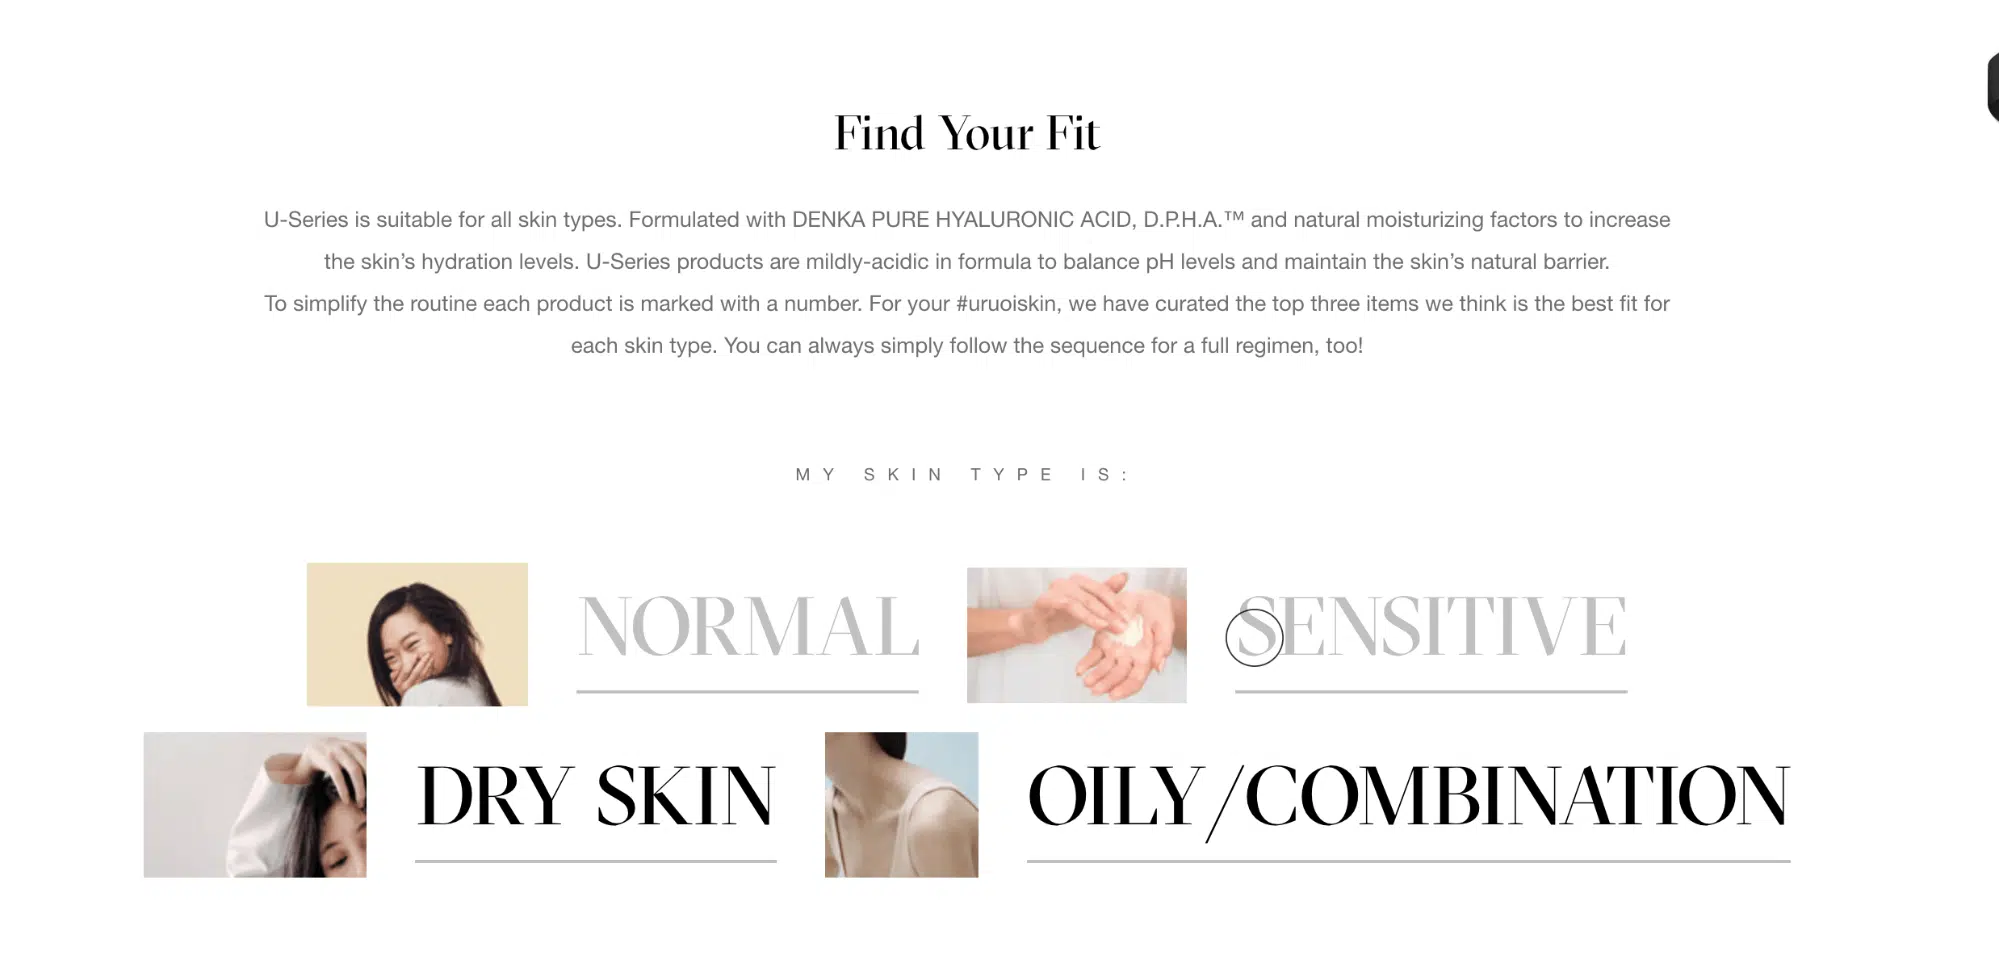 Find Your Fit
U-Series is suitable for all skin types. Formulated with DENKA PURE HYALURONIC ACID, D.P.H.A.™ and natural moisturizing factors to increase
the skin’s hydration levels. U-Series products are mildly-acidic in formula to balance pH levels and maintain the skin’s natural barrier.
To simplify the routine each product is marked with a number. For your #uruoiskin, we have curated the top three items we think is the best fit for
each skin type. You can always simply follow the sequence for a full regimen, too!
MY SKIN TYPE IS:
NORMAL
SENSITIVE
DRY SKIN
OILY/COMBINATION